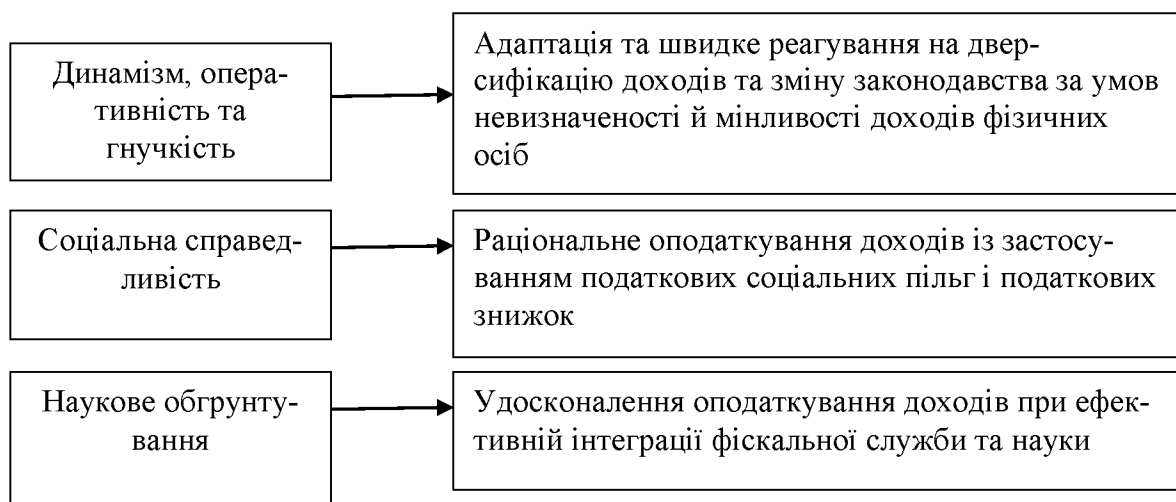 Динамізм, опера-
тивність та
гнучкість
Адаптація та швидке реагування на двер-
сифікацію доходів та зміну законодавства за умов
невизначеності й мінливості доходів фізичних
осіб
Соціальна справед-
ливість
Раціональне оподаткування доходів із застосу-
ванням податкових соціальних пільг і податкових
знижок
Наукове обгрунту-
вання
Удосконалення оподаткування доходів при ефек-
тивній інтеграції фіскальної служби та науки